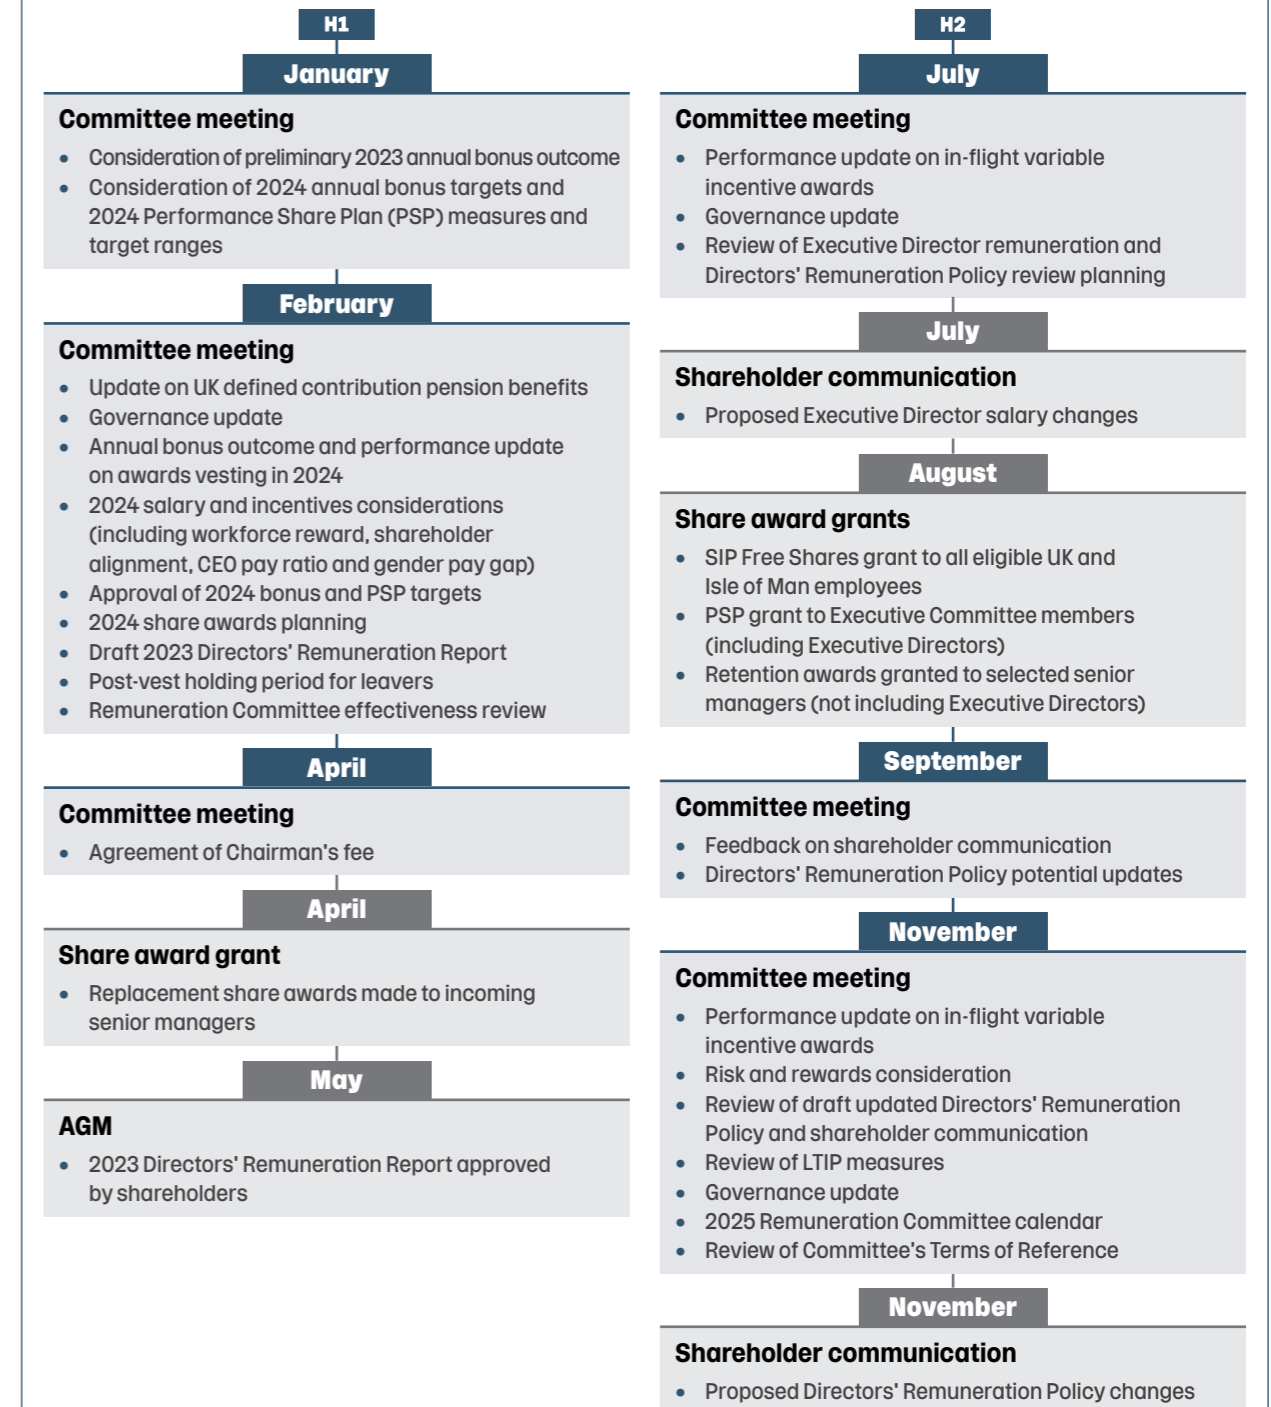 H1
January
Committee meeting
• Consideration of preliminary 2023 annual bonus outcome
• Consideration of 2024 annual bonus targets and
2024 Performance Share Plan (PSP) measures and
target ranges
February
Committee meeting
• Update on UK defined contribution pension benefits
• Governance update
• Annual bonus outcome and performance update
on awards vesting in 2024
• 2024 salary and incentives considerations
(including workforce reward, shareholder
alignment, CEO pay ratio and gender pay gap)
• Approval of 2024 bonus and PSP targets
• 2024 share awards planning
• Draft 2023 Directors' Remuneration Report
• Post-vest holding period for leavers
• Remuneration Committee effectiveness review
April
Committee meeting
• Agreement of Chairman's fee
April
Share award grant
• Replacement share awards made to incoming
senior managers
May
AGM
• 2023 Directors' Remuneration Report approved
by shareholders
H2
July
Committee meeting
• Performance update on in-flight variable
incentive awards
• Governance update
• Review of Executive Director remuneration and
Directors' Remuneration Policy review planning
July
Shareholder communication
• Proposed Executive Director salary changes
August
Share award grants
• SIP Free Shares grant to all eligible UK and
Isle of Man employees
• PSP grant to Executive Committee members
(including Executive Directors)
• Retention awards granted to selected senior
managers (not including Executive Directors)
September
Committee meeting
• Feedback on shareholder communication
• Directors' Remuneration Policy potential updates
November
Committee meeting
• Performance update on in-flight variable
incentive awards
• Risk and rewards consideration
• Review of draft updated Directors' Remuneration
Policy and shareholder communication
• Review of LTIP measures
• Governance update
• 2025 Remuneration Committee calendar
• Review of Committee's Terms of Reference
November
Shareholder communication
• Proposed Directors' Remuneration Policy changes